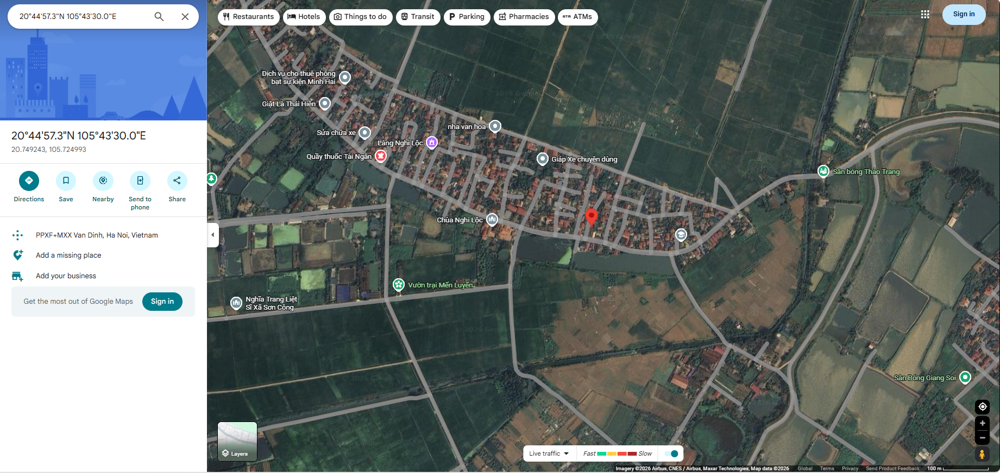 20°44'57.3"N 105°43'30.0"E
Restaurants
Hotels
Things to do
Transit
Parking
Pharmacies
ATMs
Sign in
20°44'57.3"N 105°43'30.0"E
20.749243, 105.724993
Directions
Save
Nearby
Send to
phone
Share
PPXF+MXX Van Dinh, Ha Noi, Vietnam
Add a missing place
Add your business
Get the most out of Google Maps
Sign in
Dịch vụ cho thuê phông
bạt sự kiện Minh Hai
Giặt Là Thái Hiền
Sửa chữa xe
nha van hoa
Làng Nghi Lộc
Quầy thuốc Tài Ngân
Giáp Xe chuyên dùng
Sân bóng Thảo Trang
Chùa Nghi Lộc
Vườn trại Mến Luyến
Nghĩa Trang Liệt
Sĩ Xã Sơn Công
Sân Bóng Giang Soi
Layers
Live traffic
Fast
Slow
Imagery ©2026 Airbus, CNES / Airbus, Maxar Technologies, Map data ©2026
Global
Terms
Privacy
Send Product Feedback
100 m